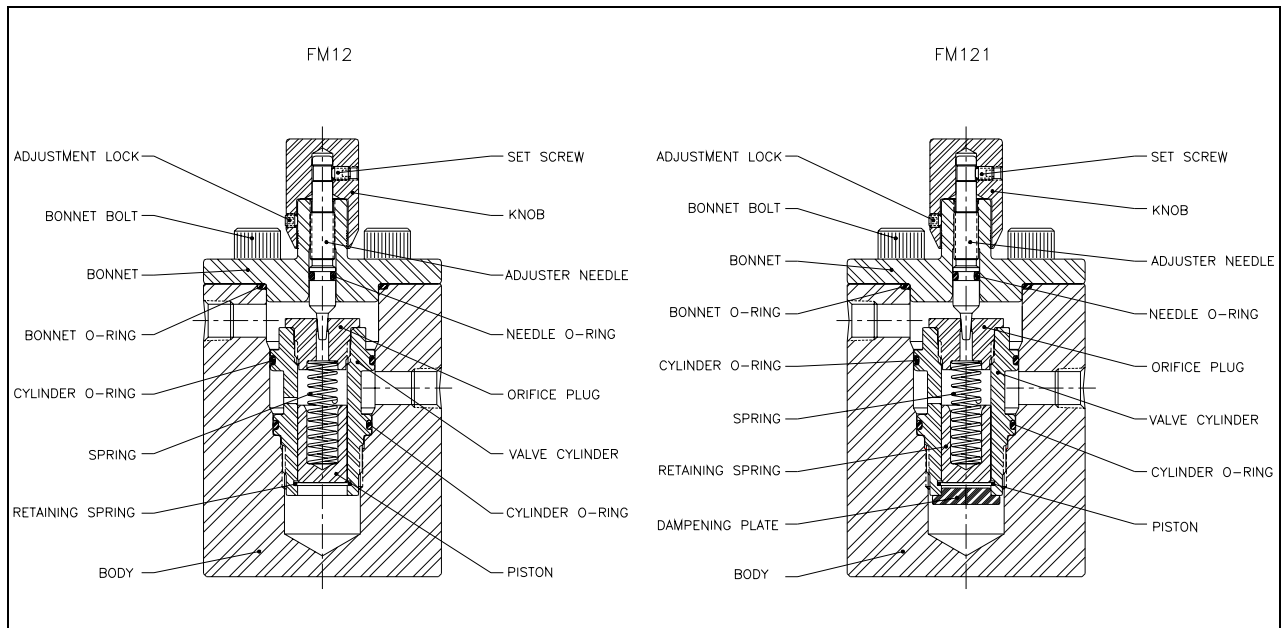 FM12
ADJUSTMENT LOCK
BONNET BOLT
BONNET
BONNET O-RING
CYLINDER O-RING
SPRING
RETAINING SPRING
BODY
SET SCREW
KNOB
ADJUSTER NEEDLE
NEEDLE O-RING
ORIFICE PLUG
VALVE CYLINDER
CYLINDER O-RING
PISTON
FM121
ADJUSTMENT LOCK
BONNET BOLT
BONNET
BONNET O-RING
CYLINDER O-RING
SPRING
RETAINING SPRING
DAMPENING PLATE
BODY
SET SCREW
KNOB
ADJUSTER NEEDLE
NEEDLE O-RING
ORIFICE PLUG
VALVE CYLINDER
CYLINDER O-RING
PISTON